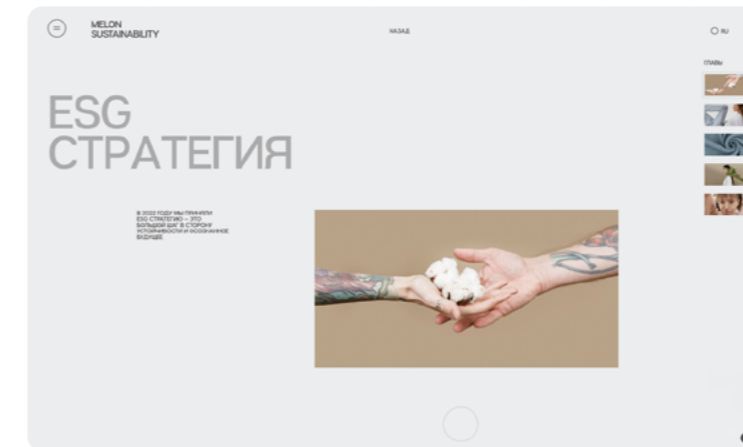 MELON
SUSTAINABILITY
НАЗАД
RU
ГЛАВЫ
ESG
СТРАТЕГИЯ
В 2022 ГОДУ МЫ ПРИНЯЛИ
ESG СТРАТЕГИЮ — ЭТО
БОЛЬШОЙ ШАГ В СТОРОНУ
УСТОЙЧИВОСТИ И ОСОЗНАННОЕ
БУДУЩЕЕ